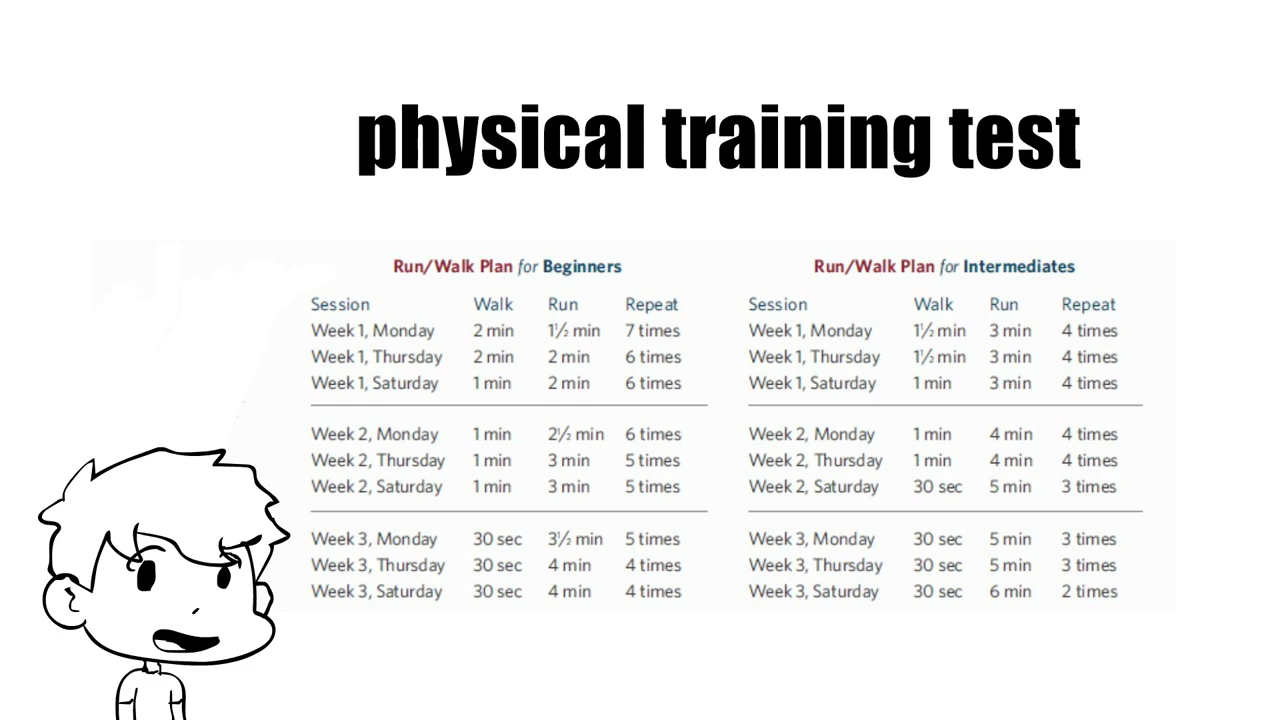 physical training test
Run/Walk Plan for Beginners
Session Walk Run Repeat
Week 1, Monday 2 min 1½ min 7 times
Week 1, Thursday 2 min 2 min 6 times
Week 1, Saturday 1 min 2 min 6 times
Week 2, Monday 1 min 2½ min 6 times
Week 2, Thursday 1 min 3 min 5 times
Week 2, Saturday 1 min 3 min 5 times
Week 3, Monday 30 sec 3½ min 5 times
Week 3, Thursday 30 sec 4 min 4 times
Week 3, Saturday 30 sec 4 min 4 times
Run/Walk Plan for Intermediates
Session Walk Run Repeat
Week 1, Monday 1½ min 3 min 4 times
Week 1, Thursday 1½ min 3 min 4 times
Week 1, Saturday 1 min 3 min 4 times
Week 2, Monday 1 min 4 min 4 times
Week 2, Thursday 1 min 4 min 4 times
Week 2, Saturday 30 sec 5 min 3 times
Week 3, Monday 30 sec 5 min 3 times
Week 3, Thursday 30 sec 5 min 3 times
Week 3, Saturday 30 sec 6 min 2 times